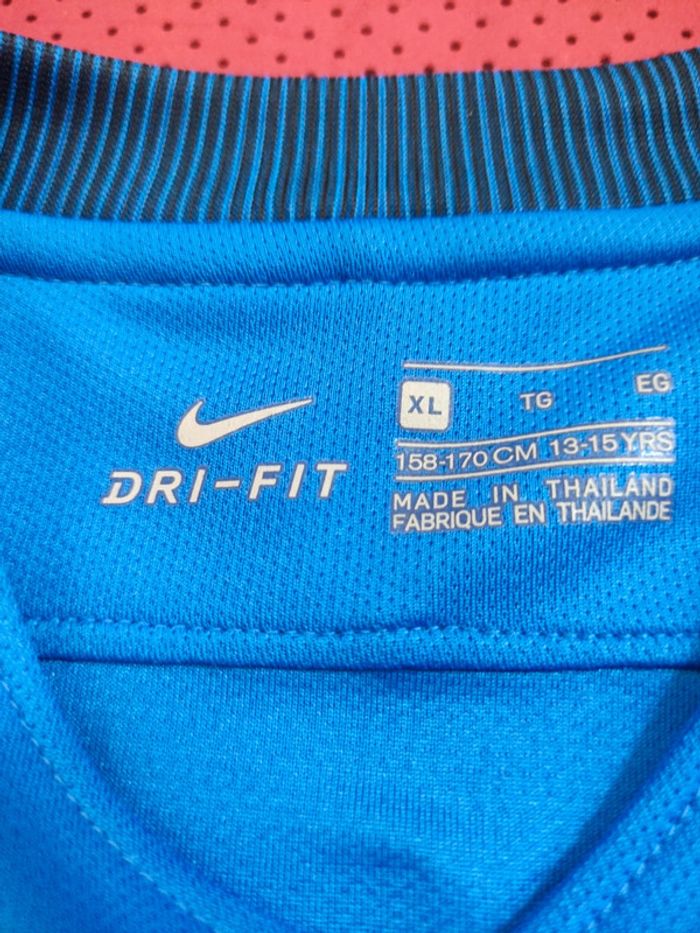 DRI-FIT
XL TG EG
158-170 CM 13-15 YRS
MADE IN THAILAND
FABRIQUE EN THAILANDE